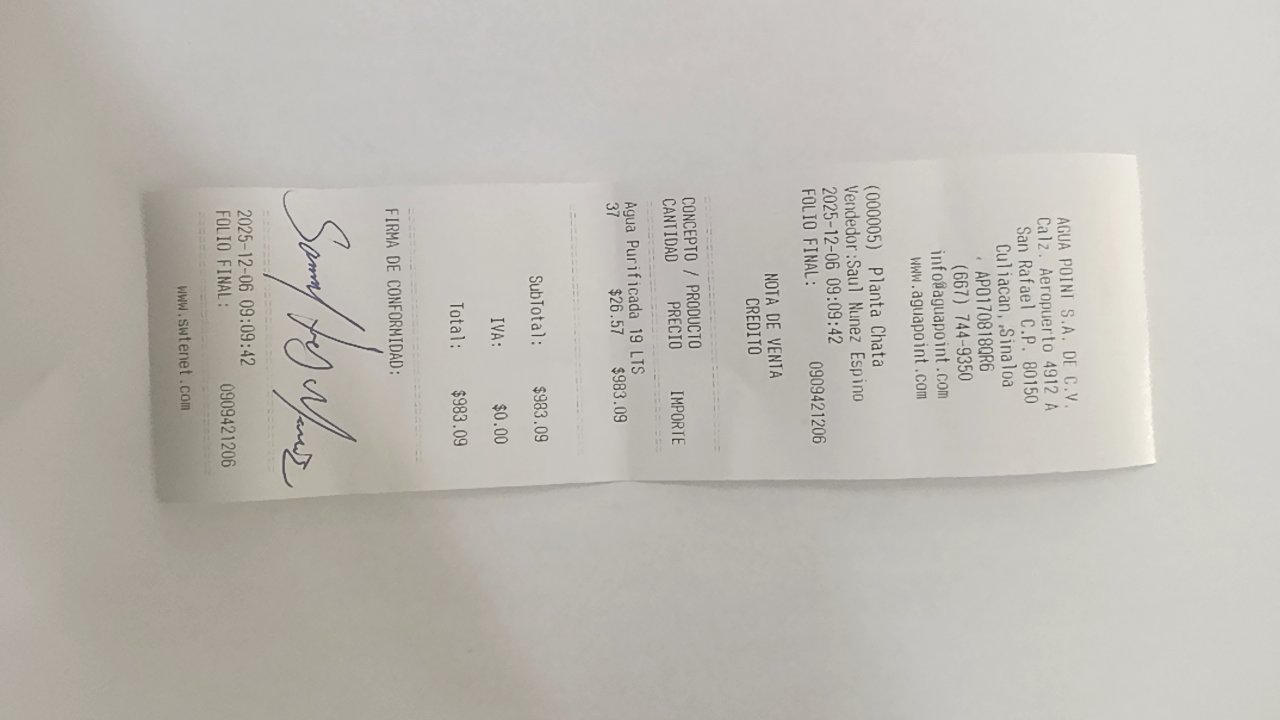 AGUA POINT S.A. DE C.V.
Calz. Aeropuerto 4912 A
San Rafael C.P. 80150
Culiacan, Sinaloa
, APO170818QR6
(667) 744-9350
info@aguapoint.com
www.aguapoint.com
(000005) Planta Chata
Vendedor:Saul Nunez Espino
2025-12-06 09:09:42
FOLIO FINAL: 0909421206
NOTA DE VENTA
CREDITO
CONCEPTO / PRODUCTO
CANTIDAD PRECIO IMPORTE
Agua Purificada 19 LTS
37 $26.57 $983.09
SubTotal: $983.09
IVA: $0.00
Total: $983.09
FIRMA DE CONFORMIDAD:
2025-12-06 09:09:42
FOLIO FINAL: 0909421206
www.swtenet.com